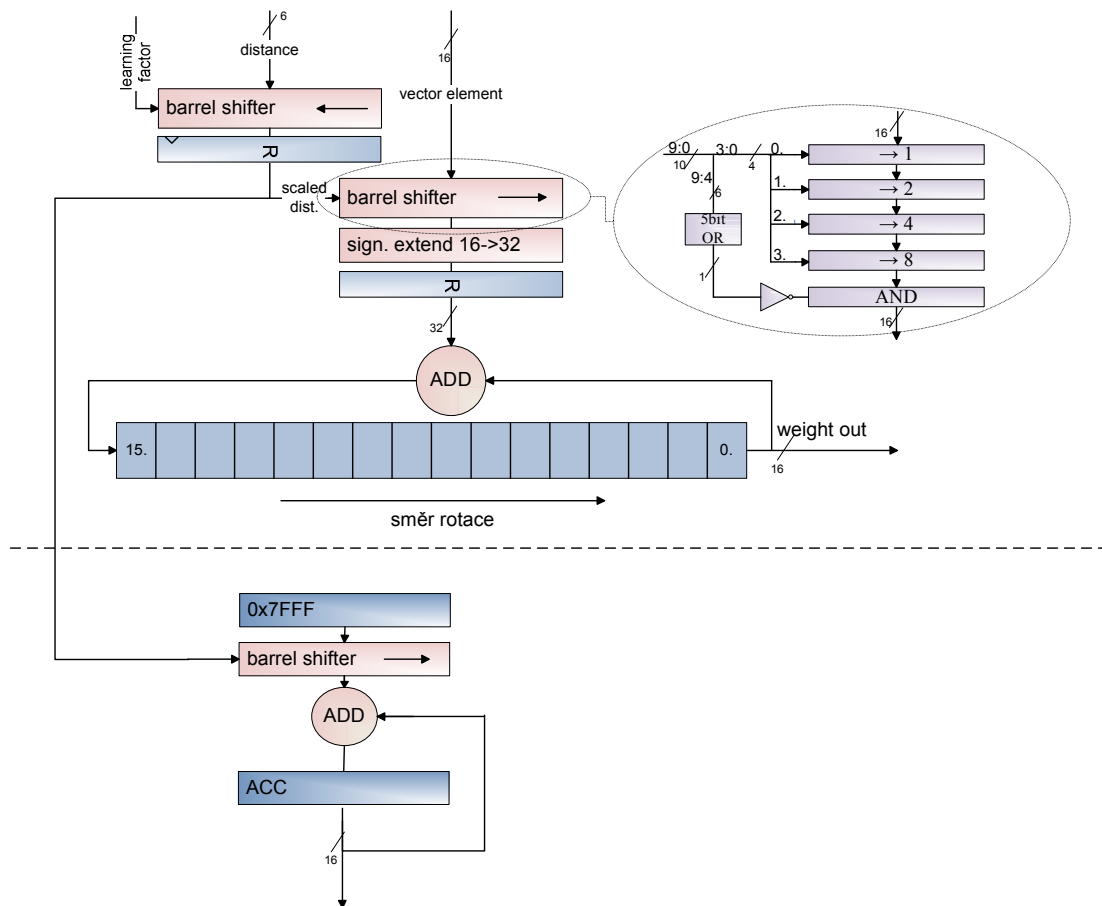 learning
factor
6
distance
barrel shifter
R
16
vector element
scaled
dist.
barrel shifter
sign. extend 16->32
R
32
ADD
15.
0.
weight out
16
směr rotace
16
9:0
10
3:0
4
0.
→ 1
9:4
6
1.
→ 2
5bit
OR
2.
→ 4
3.
→ 8
1
AND
16
0x7FFF
barrel shifter
ADD
ACC
16